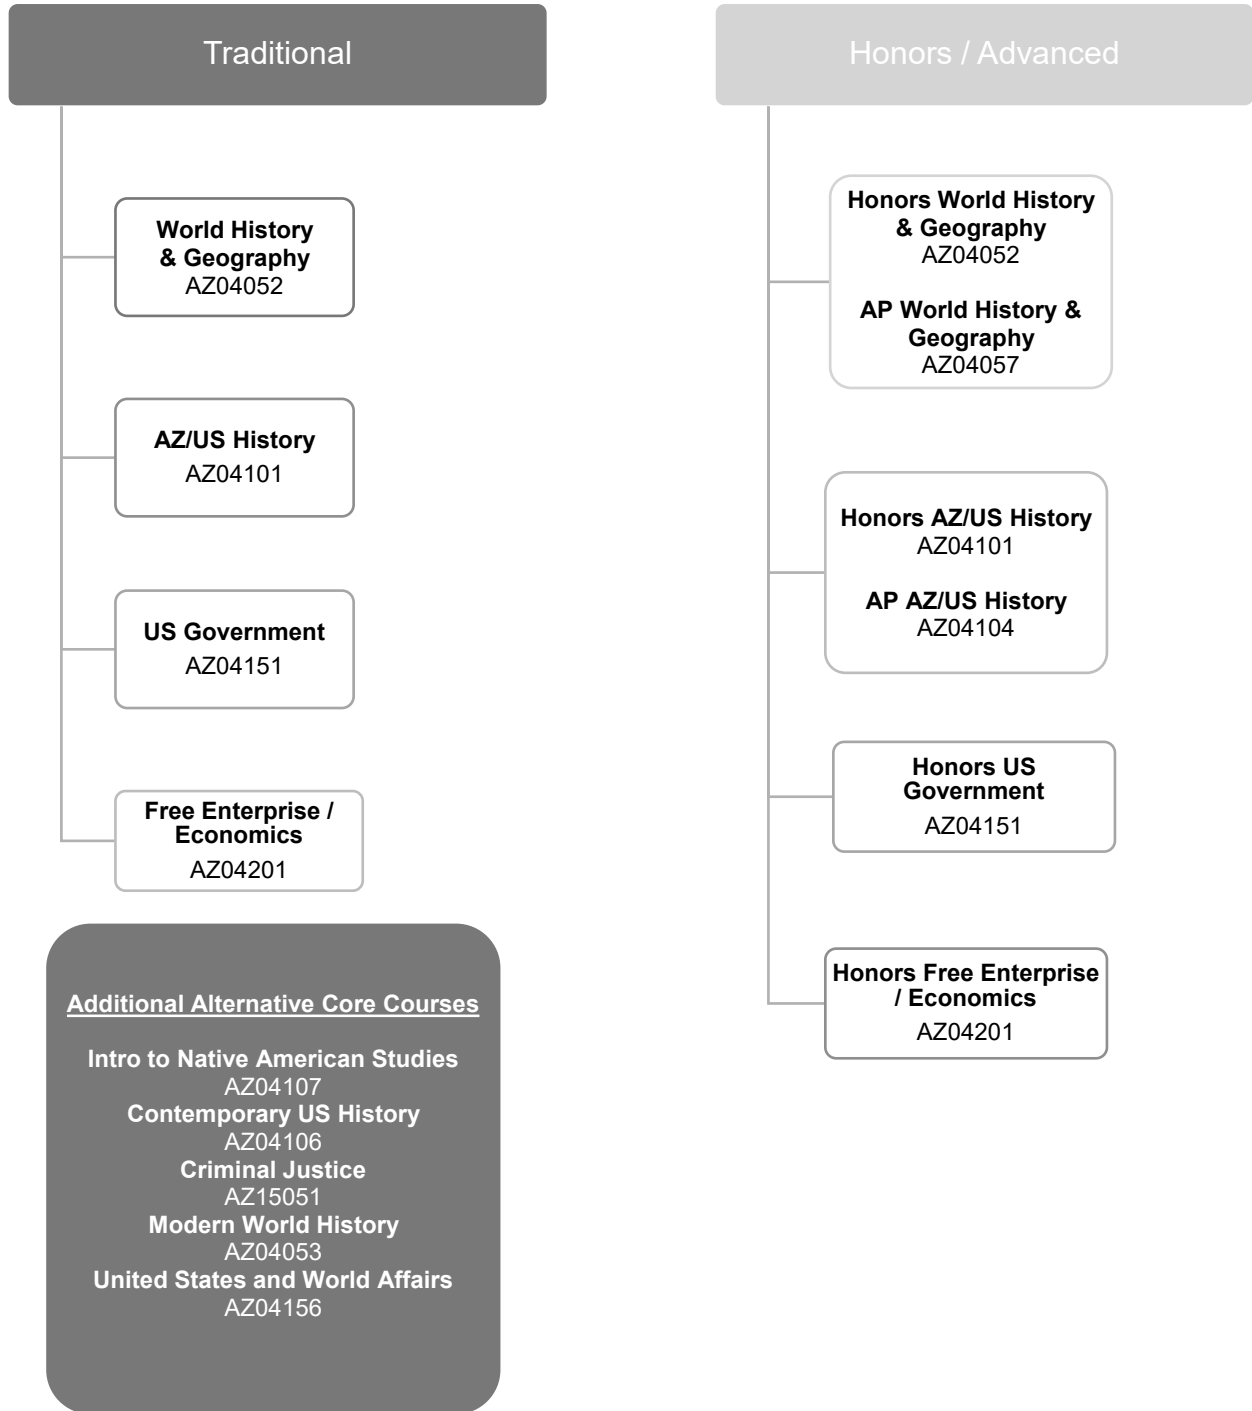 Traditional
World History
& Geography
AZ04052
AZ/US History
AZ04101
US Government
AZ04151
Free Enterprise /
Economics
AZ04201
Additional Alternative Core Courses
Intro to Native American Studies
AZ04107
Contemporary US History
AZ04106
Criminal Justice
AZ15051
Modern World History
AZ04053
United States and World Affairs
AZ04156
Honors / Advanced
Honors World History
& Geography
AZ04052
AP World History &
Geography
AZ04057
Honors AZ/US History
AZ04101
AP AZ/US History
AZ04104
Honors US
Government
AZ04151
Honors Free Enterprise
/ Economics
AZ04201